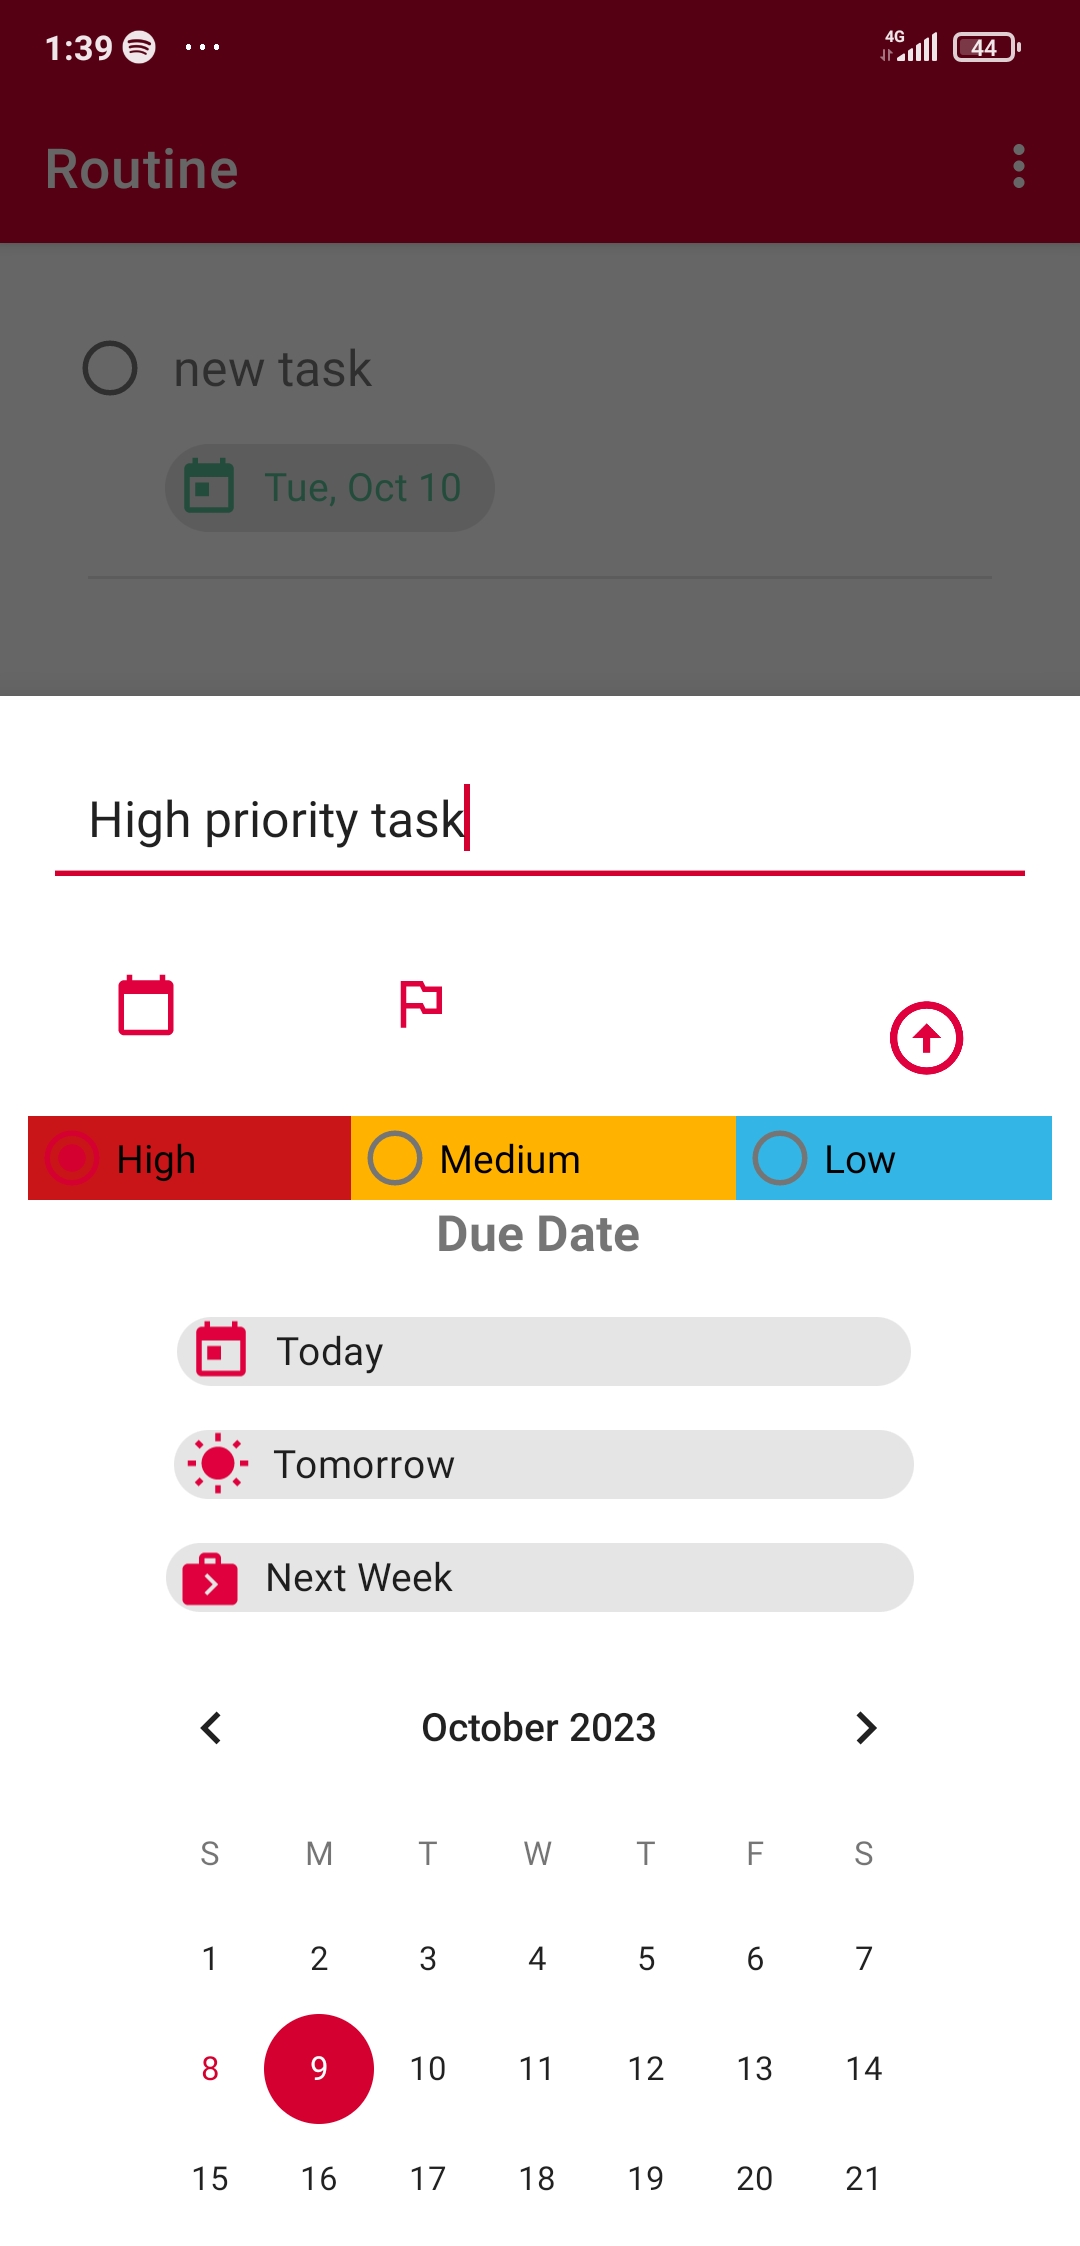 1:39 ... 4G 44
Routine
new task
Tue, Oct 10
High priority task
High Medium Low
Due Date
Today
Tomorrow
Next Week
October 2023
S M T W T F S
1 2 3 4 5 6 7
8 9 10 11 12 13 14
15 16 17 18 19 20 21